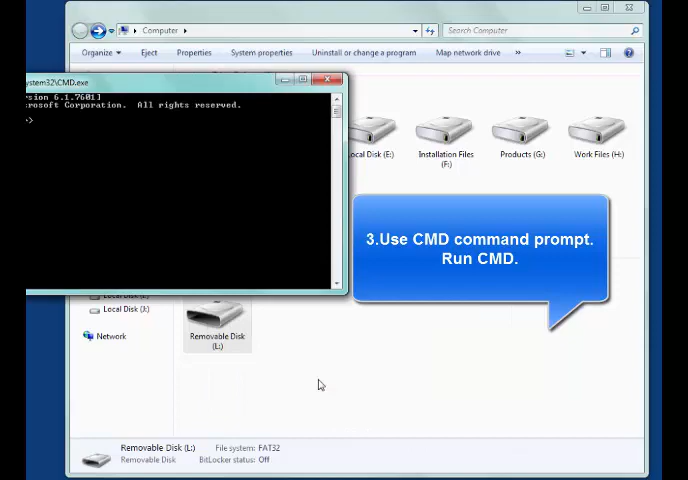 Computer
Search Computer
Organize
Eject
Properties
System properties
Uninstall or change a program
Map network drive
»
ystem32\CMD.exe
ersion 6.1.7601]
rosoft Corporation. All rights reserved.
>
ocal Disk (E:)
Installation Files (F:)
Products (G:)
Work Files (H:)
3.Use CMD command prompt.
Run CMD.
Local Disk (J:)
Network
Removable Disk
(L:)
Removable Disk (L:)
File system: FAT32
Removable Disk
BitLocker status: Off